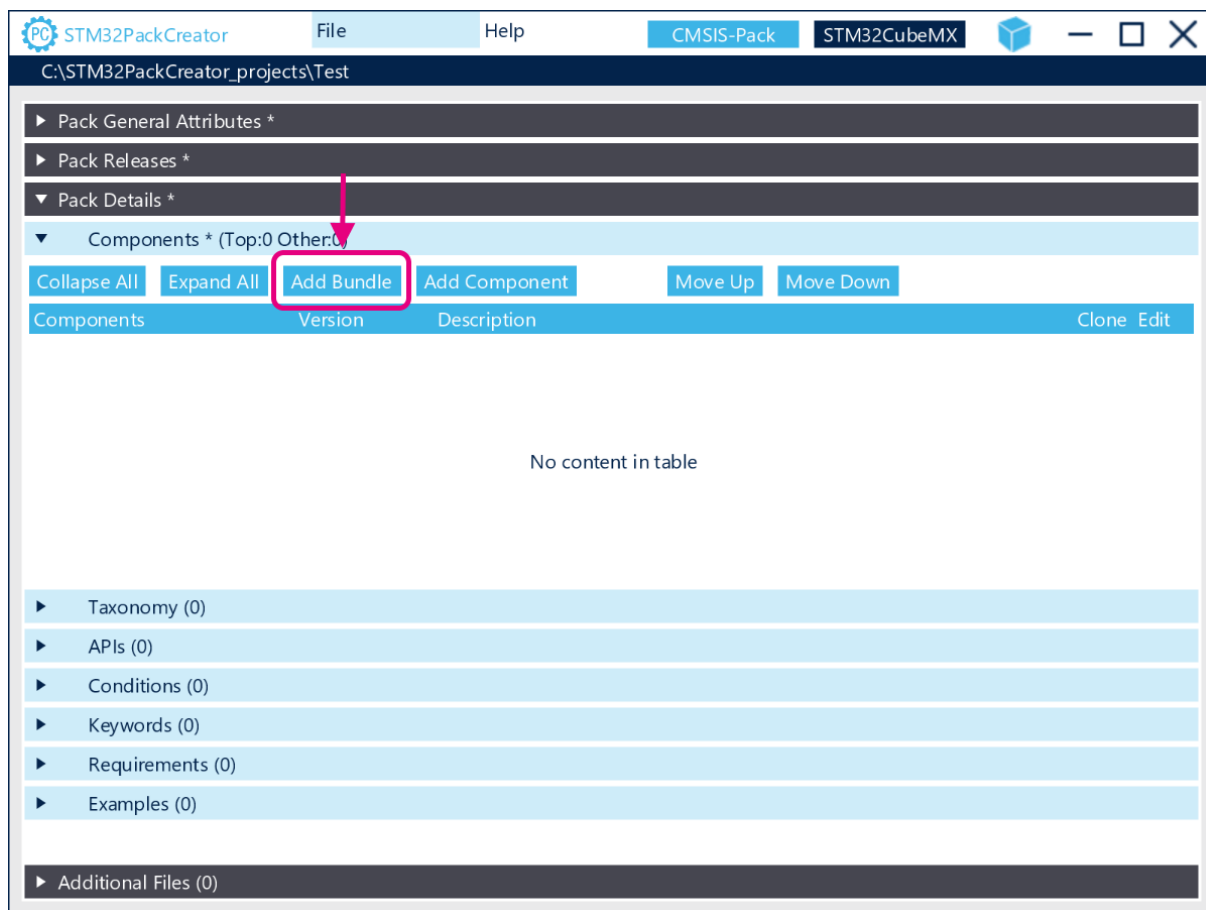 PC STM32PackCreator File Help CMSIS-Pack STM32CubeMX
C:\STM32PackCreator_projects\Test
Pack General Attributes *
Pack Releases *
Pack Details *
Components * (Top:0 Other:0)
Collapse All Expand All Add Bundle Add Component Move Up Move Down
Components Version Description Clone Edit
No content in table
Taxonomy (0)
APIs (0)
Conditions (0)
Keywords (0)
Requirements (0)
Examples (0)
Additional Files (0)